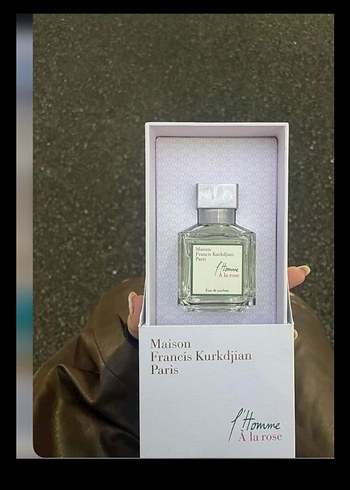 Maison
Francis Kurkdjian
Paris
l'Homme
À la rose
Eau de parfum
Maison
Francis Kurkdjian
Paris
l'Homme
À la rose